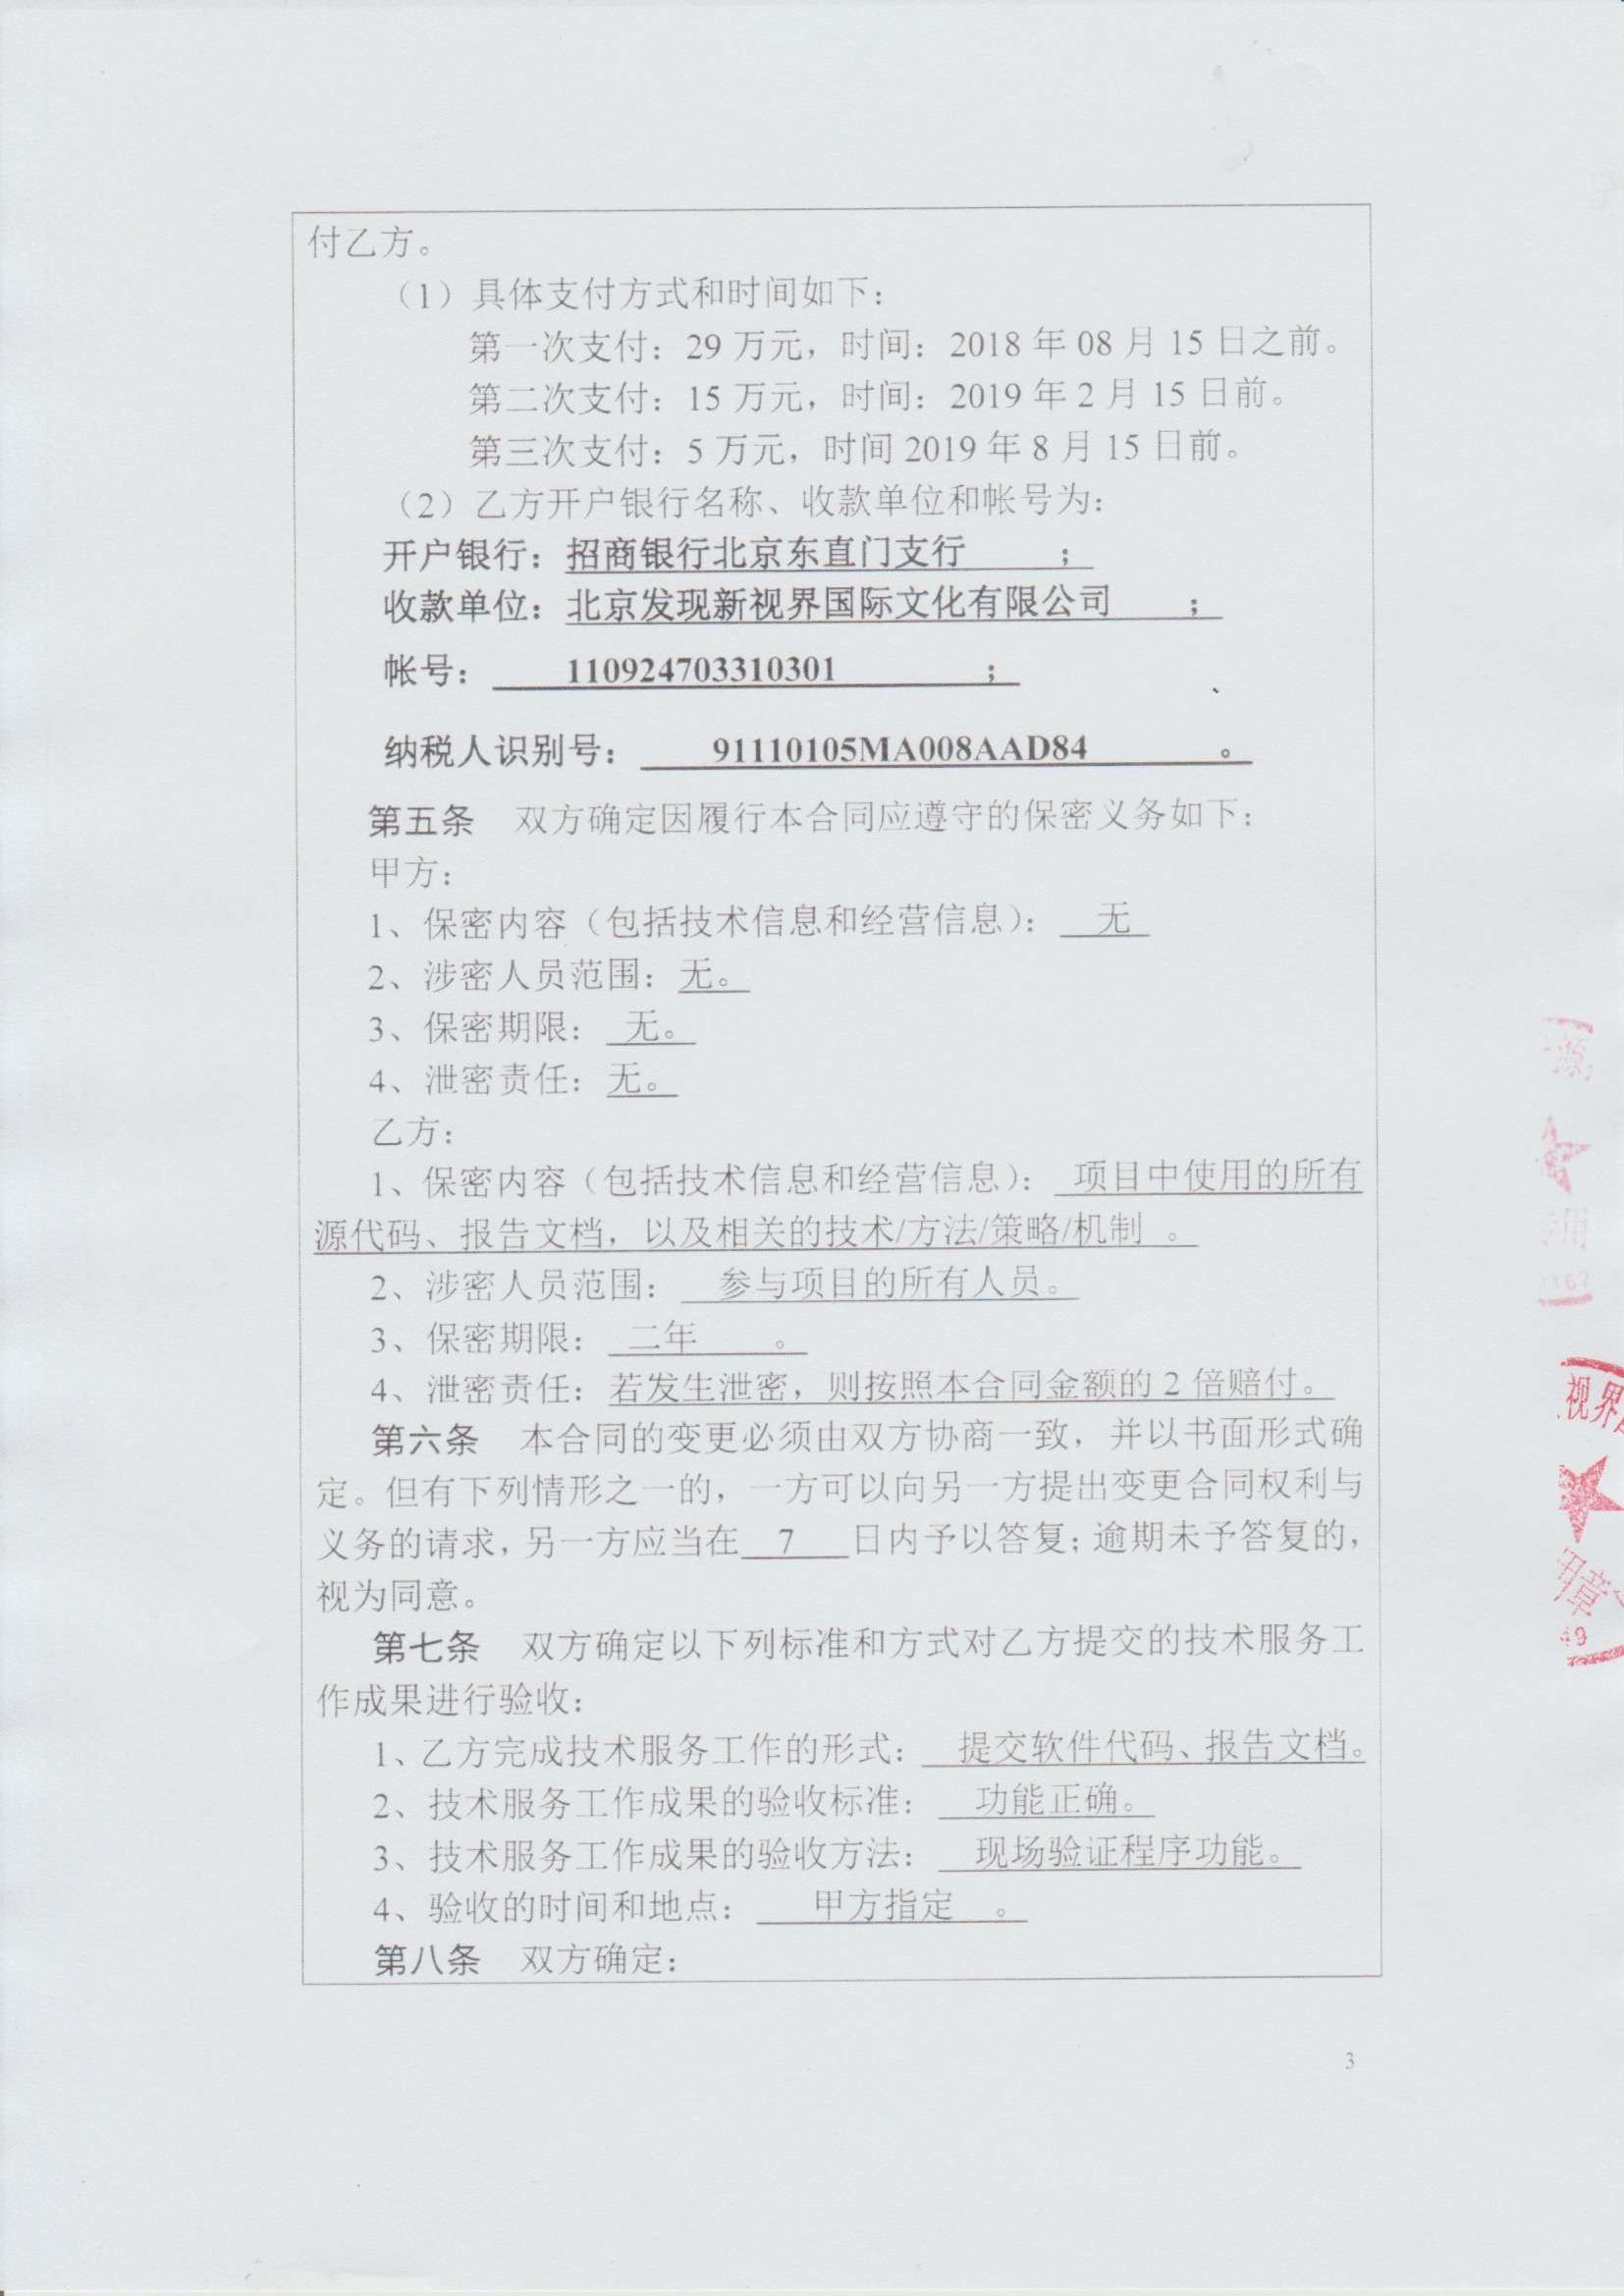 付乙方。
（1）具体支付方式和时间如下：
第一次支付：29 万元，时间：2018 年 08 月 15 日之前。
第二次支付：15 万元，时间：2019 年 2 月 15 日前。
第三次支付：5 万元，时间 2019 年 8 月 15 日前。
（2）乙方开户银行名称、收款单位和帐号为：
开户银行：招商银行北京东直门支行 ；
收款单位：北京发现新视界国际文化有限公司 ；
帐号： 110924703310301 ；
纳税人识别号： 91110105MA008AAD84 。
第五条 双方确定因履行本合同应遵守的保密义务如下：
甲方：
1、保密内容（包括技术信息和经营信息）： 无
2、涉密人员范围：无。
3、保密期限： 无。
4、泄密责任：无。
乙方：
1、保密内容（包括技术信息和经营信息）： 项目中使用的所有
源代码、报告文档，以及相关的技术/方法/策略/机制 。
2、涉密人员范围： 参与项目的所有人员。
3、保密期限： 二年 。
4、泄密责任：若发生泄密，则按照本合同金额的 2 倍赔付。
第六条 本合同的变更必须由双方协商一致，并以书面形式确
定。但有下列情形之一的，一方可以向另一方提出变更合同权利与
义务的请求，另一方应当在 7 日内予以答复；逾期未予答复的，
视为同意。
第七条 双方确定以下列标准和方式对乙方提交的技术服务工
作成果进行验收：
1、乙方完成技术服务工作的形式： 提交软件代码、报告文档。
2、技术服务工作成果的验收标准： 功能正确。
3、技术服务工作成果的验收方法： 现场验证程序功能。
4、验收的时间和地点： 甲方指定 。
第八条 双方确定：
3
源
用
162
视界
用章
49